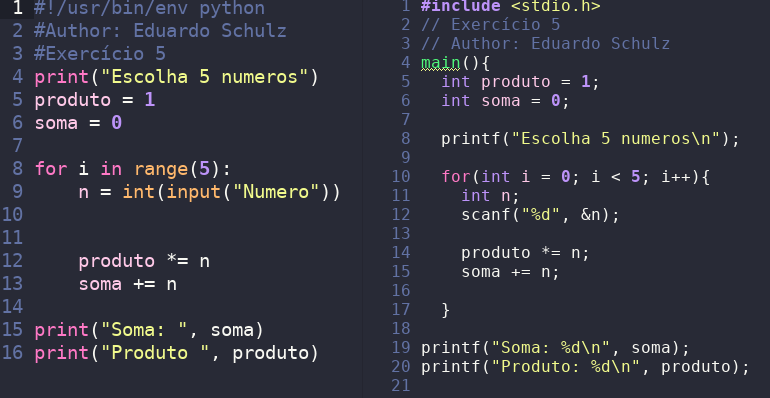 1 #!/usr/bin/env python
2 #Author: Eduardo Schulz
3 #Exercício 5
4 print("Escolha 5 numeros")
5 produto = 1
6 soma = 0
7
8 for i in range(5):
9     n = int(input("Numero"))
10
11
12     produto *= n
13     soma += n
14
15 print("Soma: ", soma)
16 print("Produto ", produto)
1 #include <stdio.h>
2 // Exercício 5
3 // Author: Eduardo Schulz
4 main(){
5   int produto = 1;
6   int soma = 0;
7
8   printf("Escolha 5 numeros\n");
9
10   for(int i = 0; i < 5; i++){
11     int n;
12     scanf("%d", &n);
13
14     produto *= n;
15     soma += n;
16
17   }
18
19 printf("Soma: %d\n", soma);
20 printf("Produto: %d\n", produto);
21